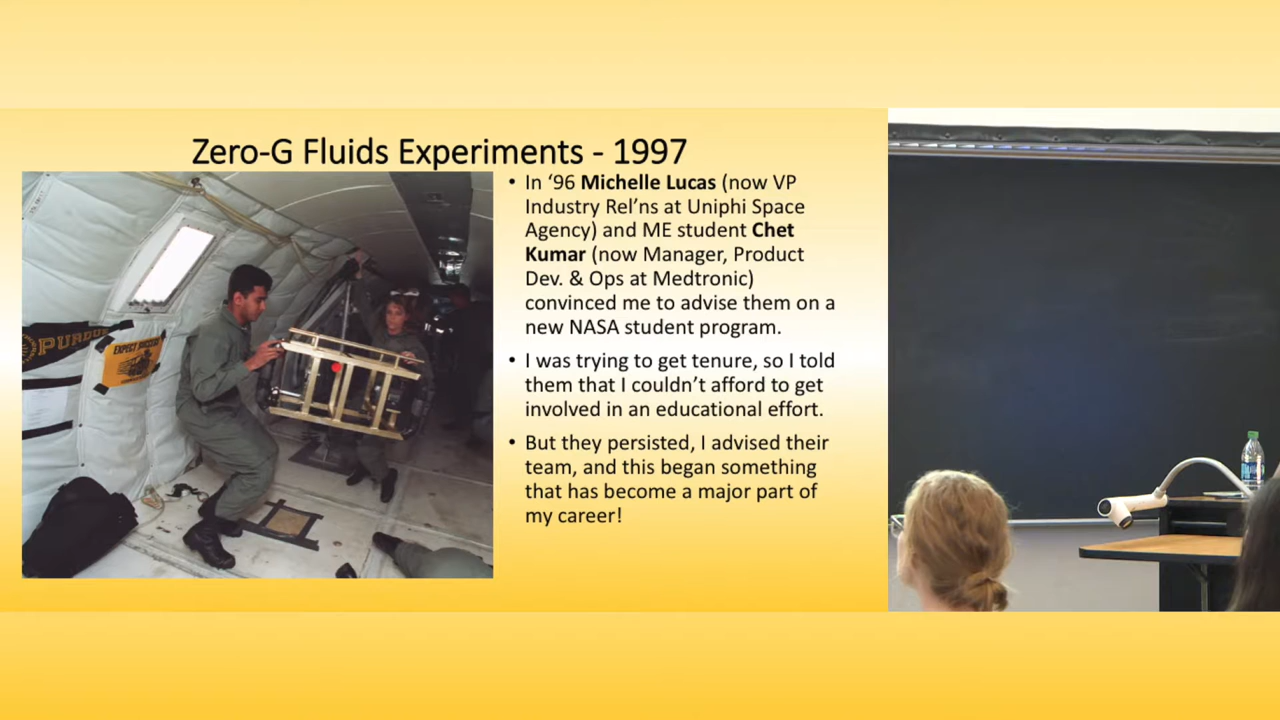 Zero-G Fluids Experiments - 1997
• In ‘96 Michelle Lucas (now VP
Industry Rel’ns at Uniphi Space
Agency) and ME student Chet
Kumar (now Manager, Product
Dev. & Ops at Medtronic)
convinced me to advise them on a
new NASA student program.
• I was trying to get tenure, so I told
them that I couldn’t afford to get
involved in an educational effort.
• But they persisted, I advised their
team, and this began something
that has become a major part of
my career!
PURDUE
EXPECT SUCCESS